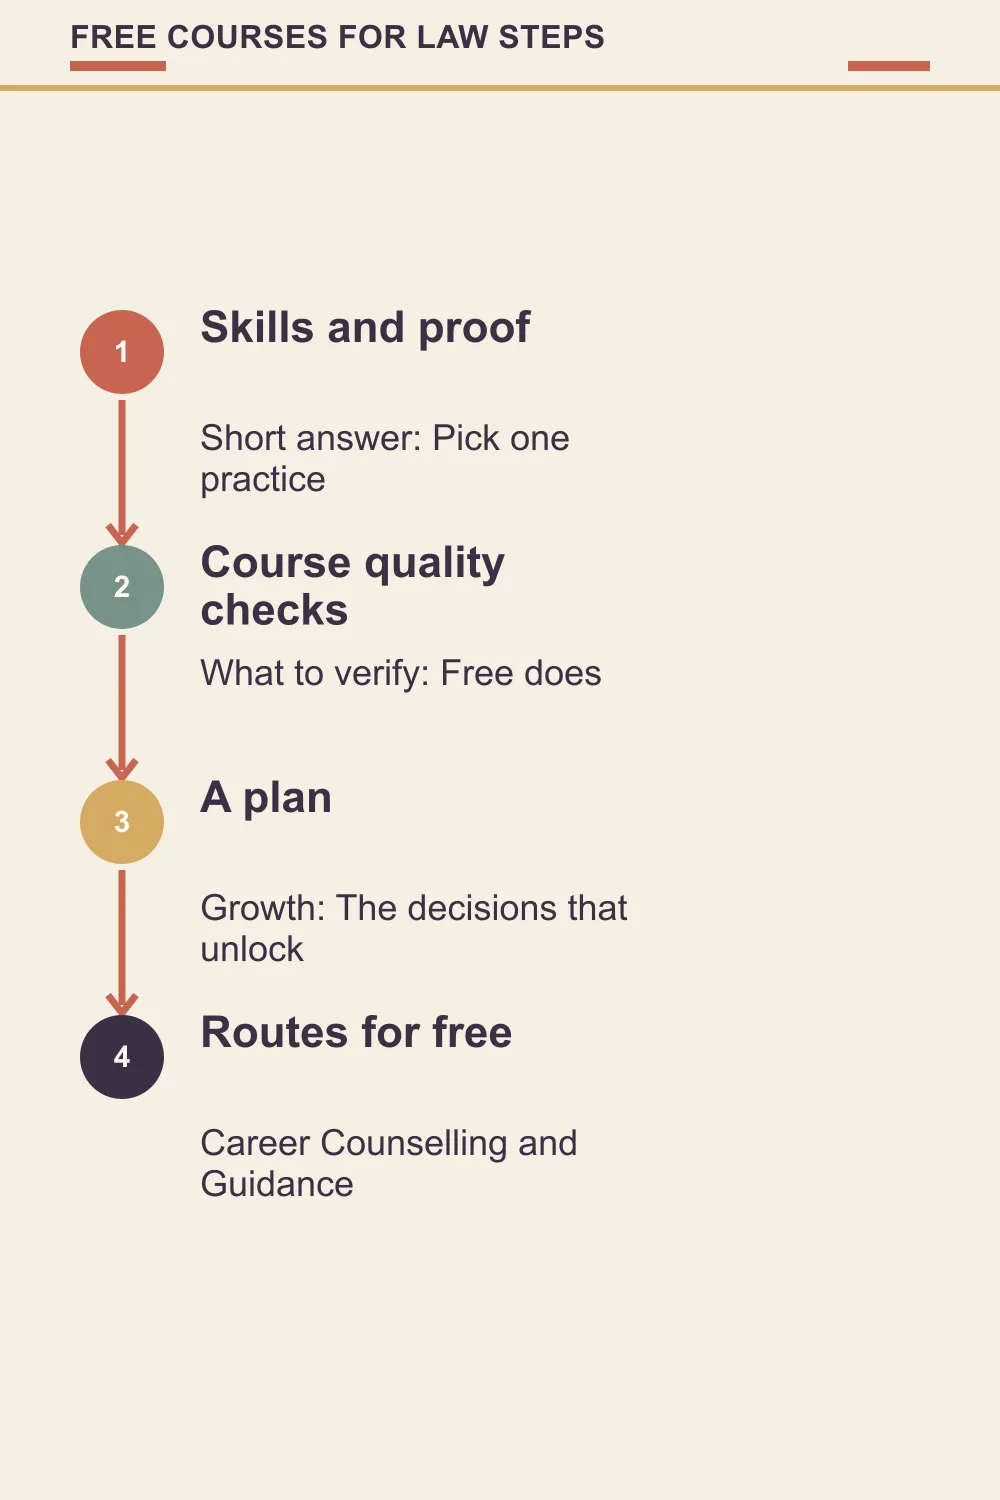 FREE COURSES FOR LAW STEPS
1
Skills and proof
Short answer: Pick one
practice
2
Course quality
checks
What to verify: Free does
3
A plan
Growth: The decisions that
unlock
4
Routes for free
Career Counselling and
Guidance